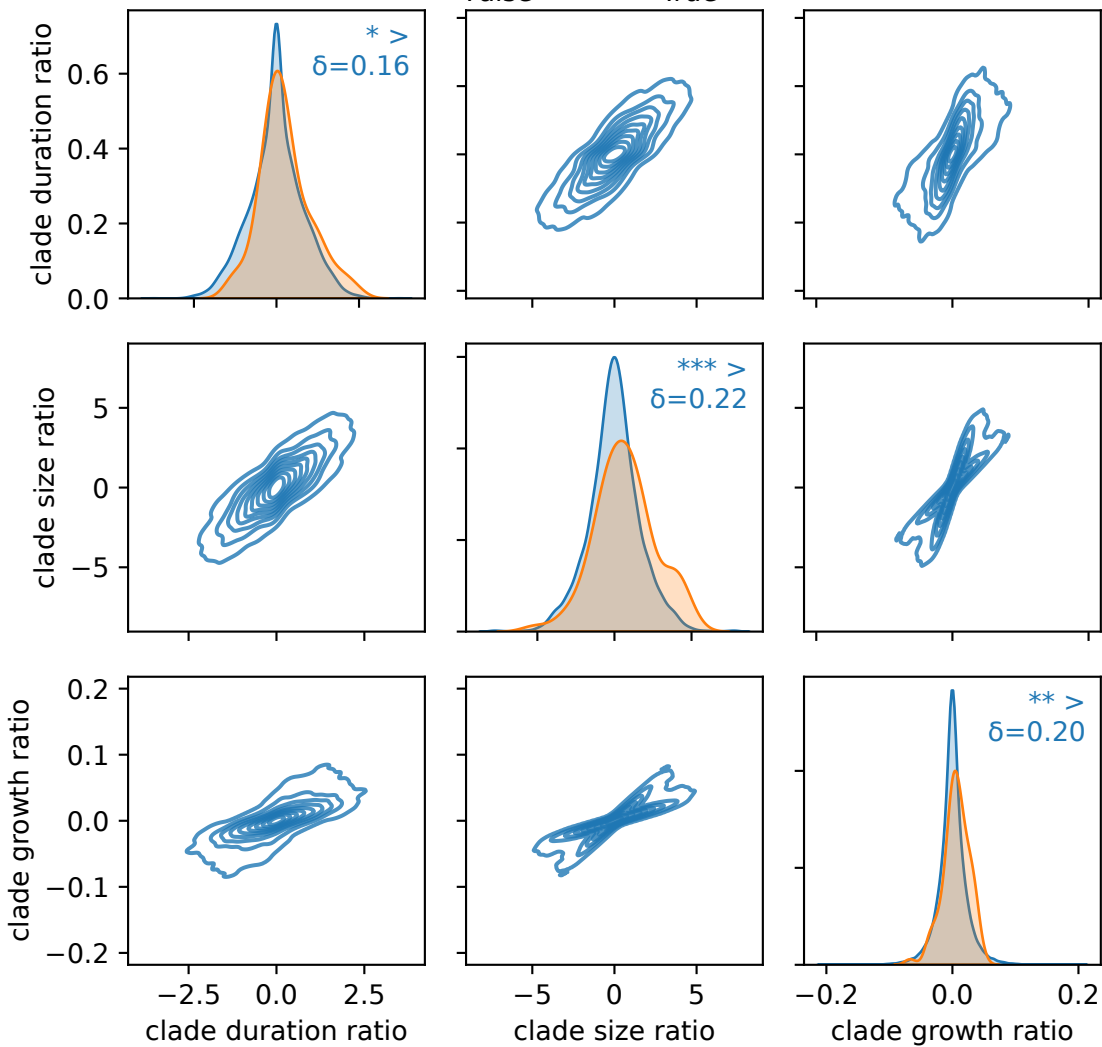 * >
δ=0.16
clade duration ratio
0.6
0.4
0.2
0.0
*** >
δ=0.22
clade size ratio
5
0
−5
** >
δ=0.20
clade growth ratio
0.2
0.1
0.0
−0.1
−0.2
−2.5 0.0 2.5
−5 0 5
−0.2 0.0 0.2
clade duration ratio
clade size ratio
clade growth ratio